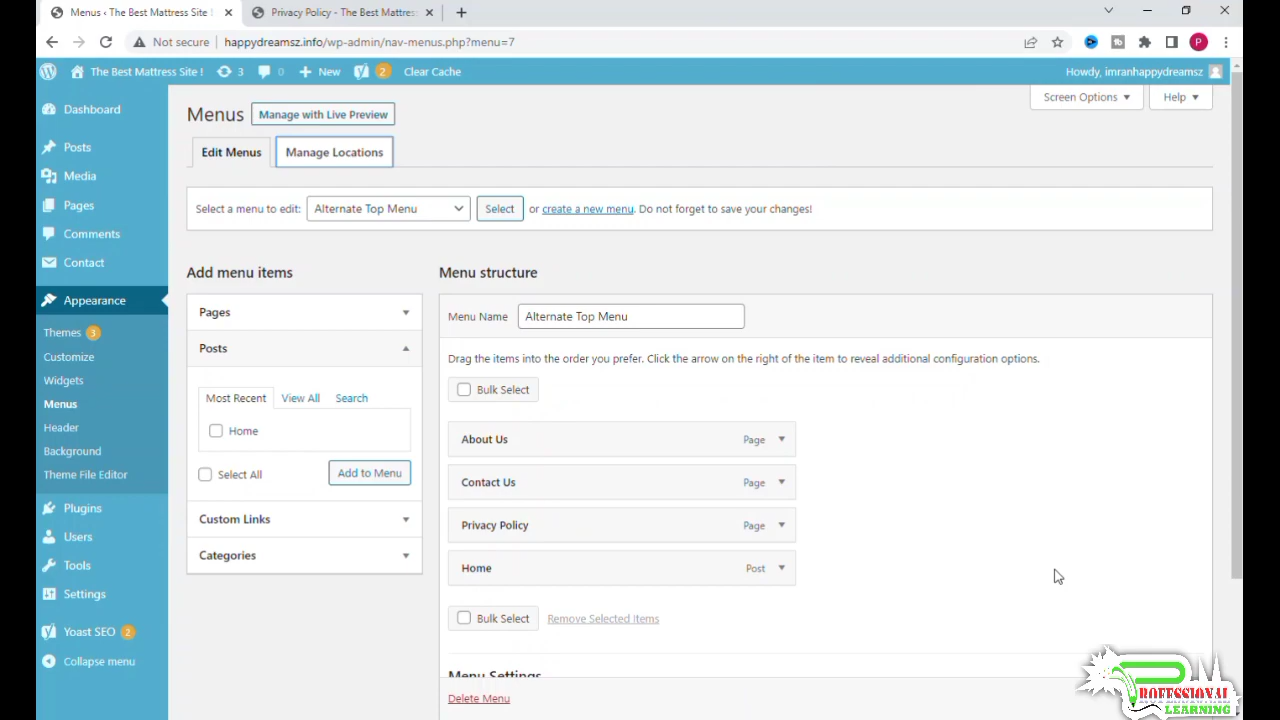 Menus ‹ The Best Mattress Site !
Privacy Policy - The Best Mattres
Not secure
happydreamsz.info/wp-admin/nav-menus.php?menu=7
P
The Best Mattress Site !
3
0
New
2
Clear Cache
Howdy, imranhappydreamsz
Dashboard
Posts
Media
Pages
Comments
Contact
Appearance
Themes 3
Customize
Widgets
Menus
Header
Background
Theme File Editor
Plugins
Users
Tools
Settings
Yoast SEO 2
Collapse menu
Screen Options
Help
Menus
Manage with Live Preview
Edit Menus
Manage Locations
Select a menu to edit:
Alternate Top Menu
Select
or create a new menu. Do not forget to save your changes!
Add menu items
Pages
Posts
Most Recent
View All
Search
Home
Select All
Add to Menu
Custom Links
Categories
Menu structure
Menu Name
Alternate Top Menu
Drag the items into the order you prefer. Click the arrow on the right of the item to reveal additional configuration options.
Bulk Select
About Us Page
Contact Us Page
Privacy Policy Page
Home Post
Bulk Select
Remove Selected Items
Menu Settings
Delete Menu
PROFESSIONAL
LEARNING